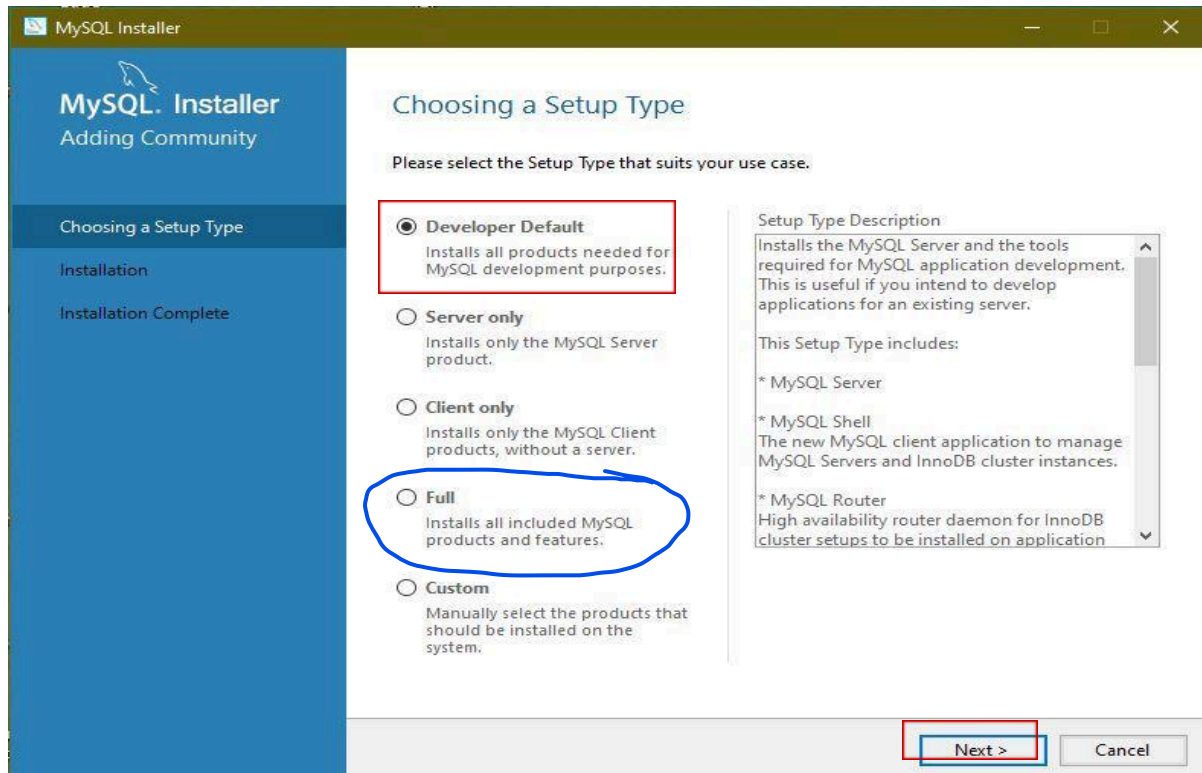 MySQL Installer
MySQL. Installer
Adding Community
Choosing a Setup Type
Installation
Installation Complete
Choosing a Setup Type
Please select the Setup Type that suits your use case.
Developer Default
Installs all products needed for
MySQL development purposes.
Server only
Installs only the MySQL Server
product.
Client only
Installs only the MySQL Client
products, without a server.
Full
Installs all included MySQL
products and features.
Custom
Manually select the products that
should be installed on the
system.
Setup Type Description
Installs the MySQL Server and the tools
required for MySQL application development.
This is useful if you intend to develop
applications for an existing server.
This Setup Type includes:
* MySQL Server
* MySQL Shell
The new MySQL client application to manage
MySQL Servers and InnoDB cluster instances.
* MySQL Router
High availability router daemon for InnoDB
cluster setups to be installed on application
Next >
Cancel